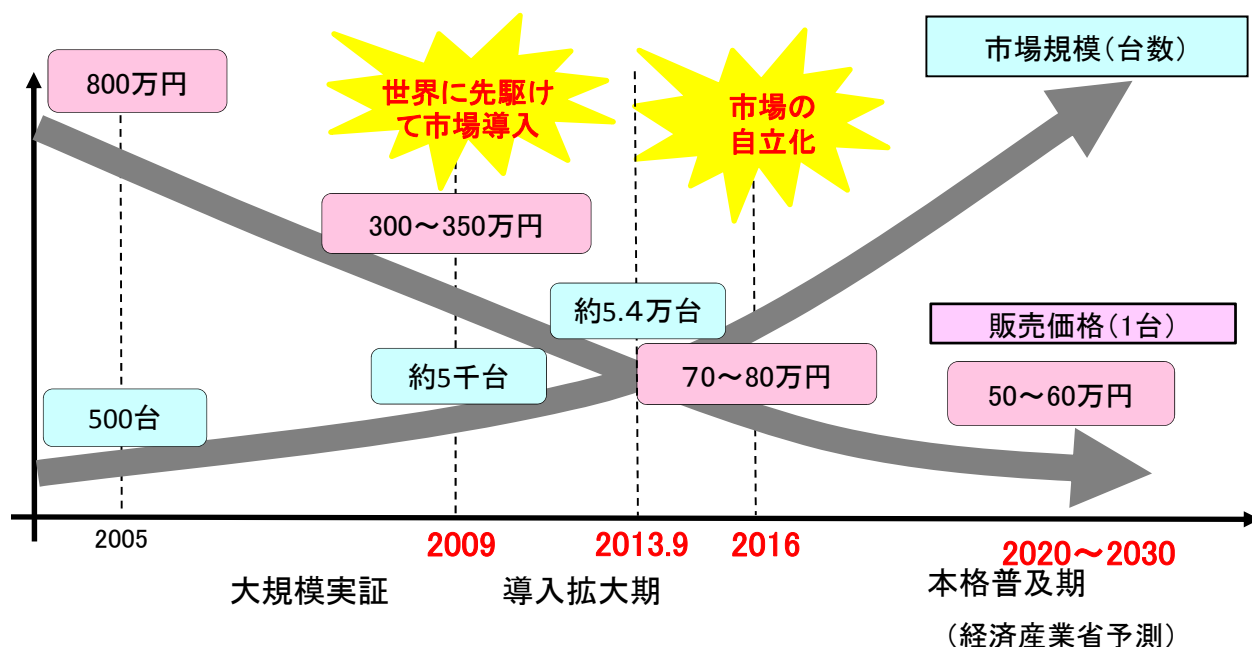 市場規模（台数）
800万円
世界に先駆け
て市場導入
市場の
自立化
300～350万円
約5.４万台
販売価格（1台）
約5千台
７0～80万円
50～60万円
500台
2005
2009
2013.9
2016
2020～2030
大規模実証
導入拡大期
本格普及期
（経済産業省予測）